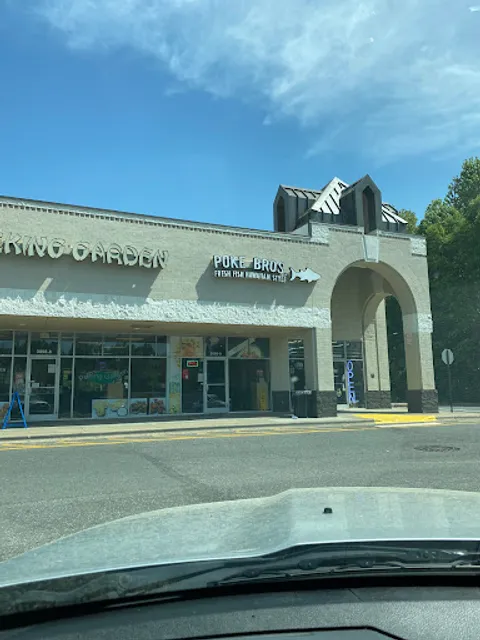 KING GARDEN
POKE BROS
FRESH FISH HAWAIIAN STYLE
OPEN